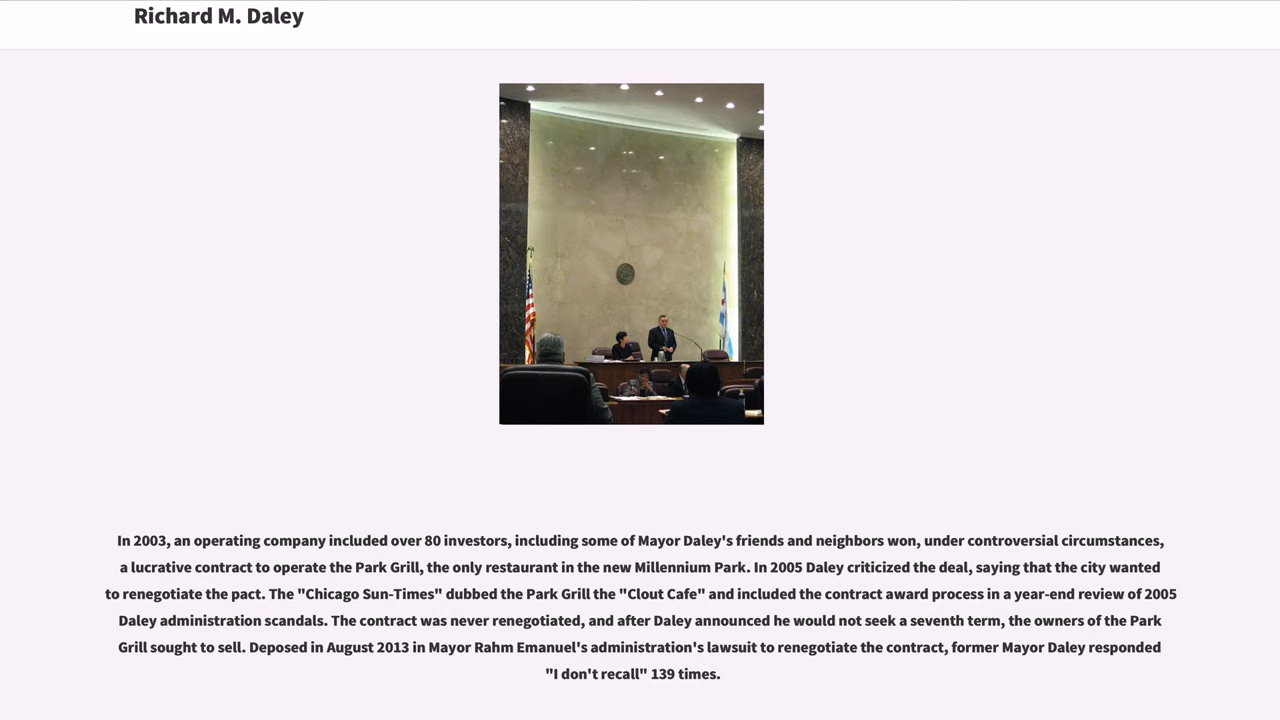 Richard M. Daley
In 2003, an operating company included over 80 investors, including some of Mayor Daley's friends and neighbors won, under controversial circumstances,
a lucrative contract to operate the Park Grill, the only restaurant in the new Millennium Park. In 2005 Daley criticized the deal, saying that the city wanted
to renegotiate the pact. The "Chicago Sun-Times" dubbed the Park Grill the "Clout Cafe" and included the contract award process in a year-end review of 2005
Daley administration scandals. The contract was never renegotiated, and after Daley announced he would not seek a seventh term, the owners of the Park
Grill sought to sell. Deposed in August 2013 in Mayor Rahm Emanuel's administration's lawsuit to renegotiate the contract, former Mayor Daley responded
"I don't recall" 139 times.